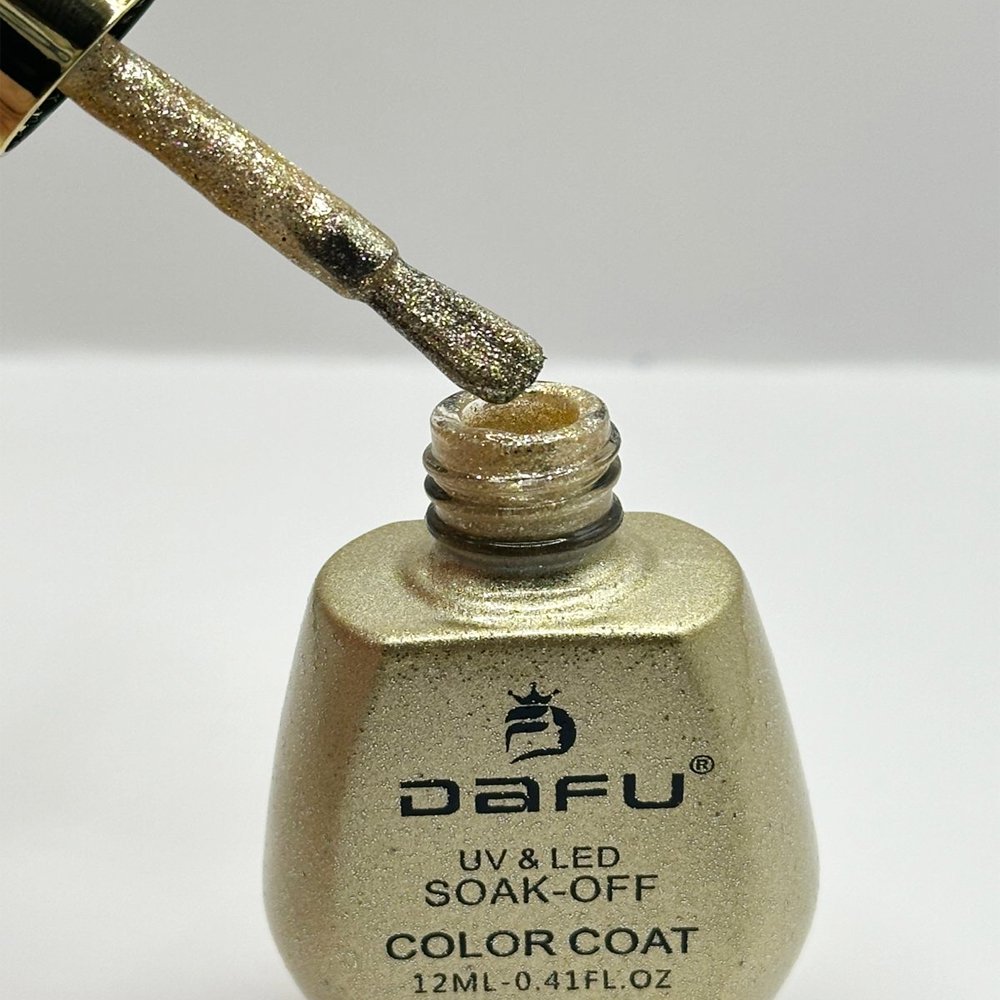 DaFU®
UV & LED
SOAK-OFF
COLOR COAT
12ML-0.41FL.OZ